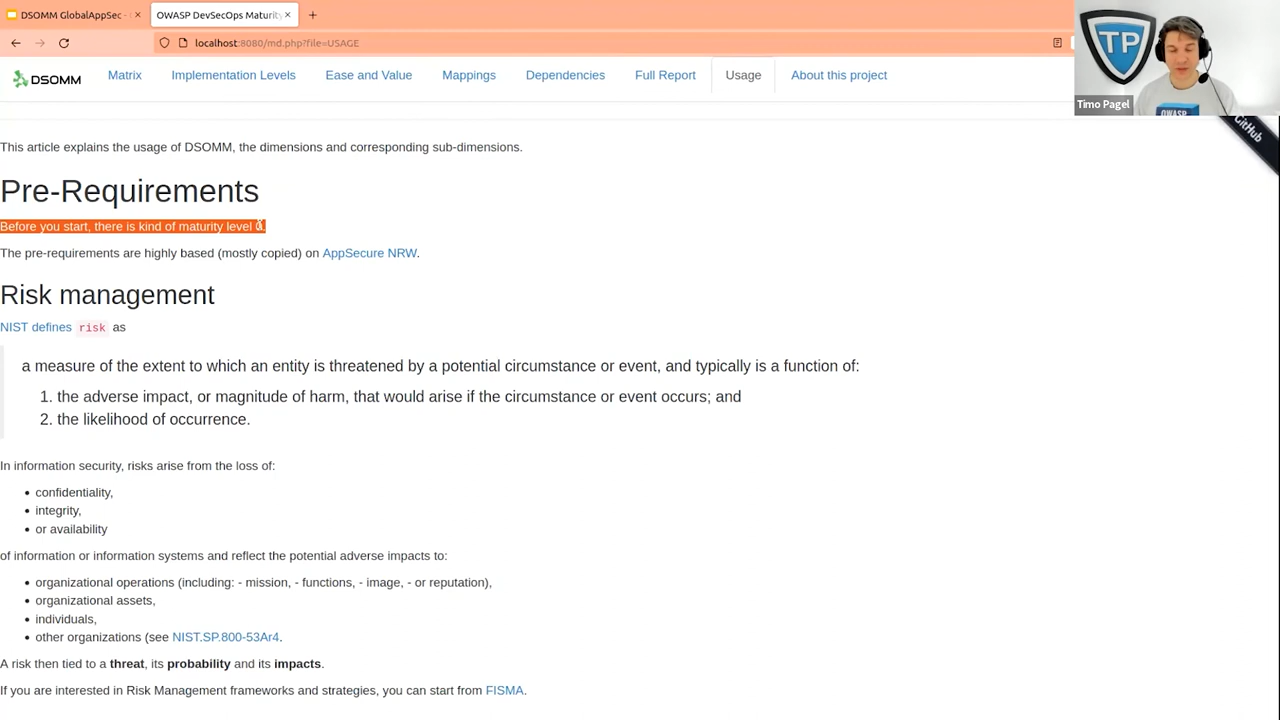 DSOMM GlobalAppSec -
OWASP DevSecOps Maturity
localhost:8080/md.php?file=USAGE
DSOMM
Matrix
Implementation Levels
Ease and Value
Mappings
Dependencies
Full Report
Usage
About this project
TP
OWASP
Timo Pagel
GitHub
This article explains the usage of DSOMM, the dimensions and corresponding sub-dimensions.
Pre-Requirements
Before you start, there is kind of maturity level 0.
The pre-requirements are highly based (mostly copied) on AppSecure NRW.
Risk management
NIST defines risk as
a measure of the extent to which an entity is threatened by a potential circumstance or event, and typically is a function of:
1. the adverse impact, or magnitude of harm, that would arise if the circumstance or event occurs; and
2. the likelihood of occurrence.
In information security, risks arise from the loss of:
• confidentiality,
• integrity,
• or availability
of information or information systems and reflect the potential adverse impacts to:
• organizational operations (including: - mission, - functions, - image, - or reputation),
• organizational assets,
• individuals,
• other organizations (see NIST.SP.800-53Ar4.
A risk then tied to a threat, its probability and its impacts.
If you are interested in Risk Management frameworks and strategies, you can start from FISMA.